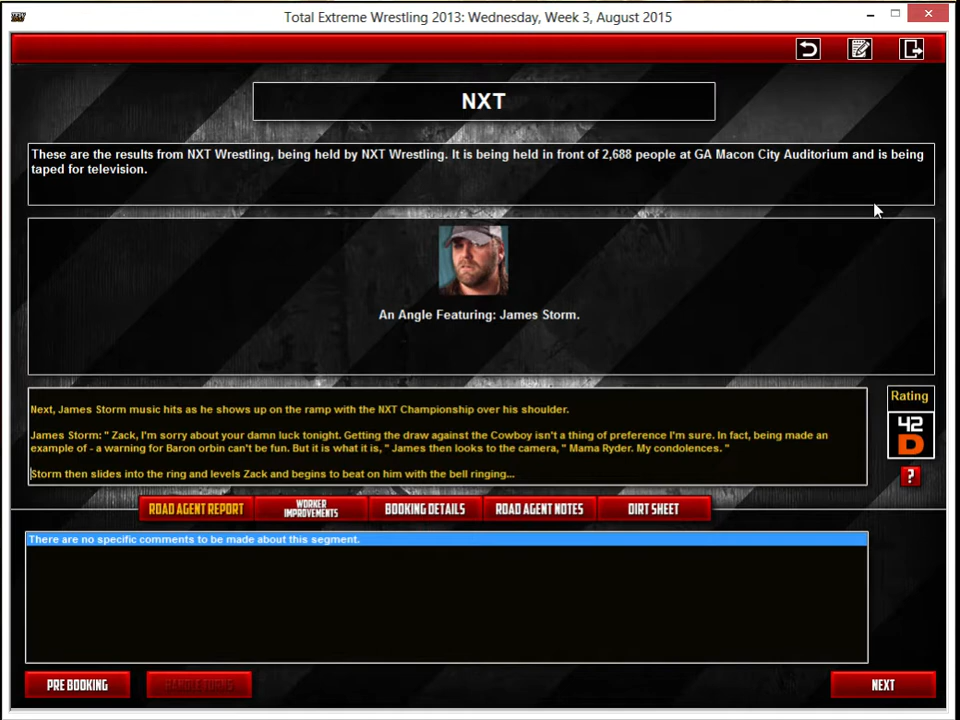 Total Extreme Wrestling 2013: Wednesday, Week 3, August 2015
NXT
These are the results from NXT Wrestling, being held by NXT Wrestling. It is being held in front of 2,688 people at GA Macon City Auditorium and is being
taped for television.
An Angle Featuring: James Storm.
Next, James Storm music hits as he shows up on the ramp with the NXT Championship over his shoulder.
James Storm: " Zack, I'm sorry about your damn luck tonight. Getting the draw against the Cowboy isn't a thing of preference I'm sure. In fact, being made an
example of - a warning for Baron orbin can't be fun. But it is what it is, " James then looks to the camera, " Mama Ryder. My condolences. "
Storm then slides into the ring and levels Zack and begins to beat on him with the bell ringing...
Rating
42
D
?
ROAD AGENT REPORT
WORKER
IMPROVEMENTS
BOOKING DETAILS
ROAD AGENT NOTES
DIRT SHEET
There are no specific comments to be made about this segment.
PRE BOOKING
HANDLE TURNS
NEXT